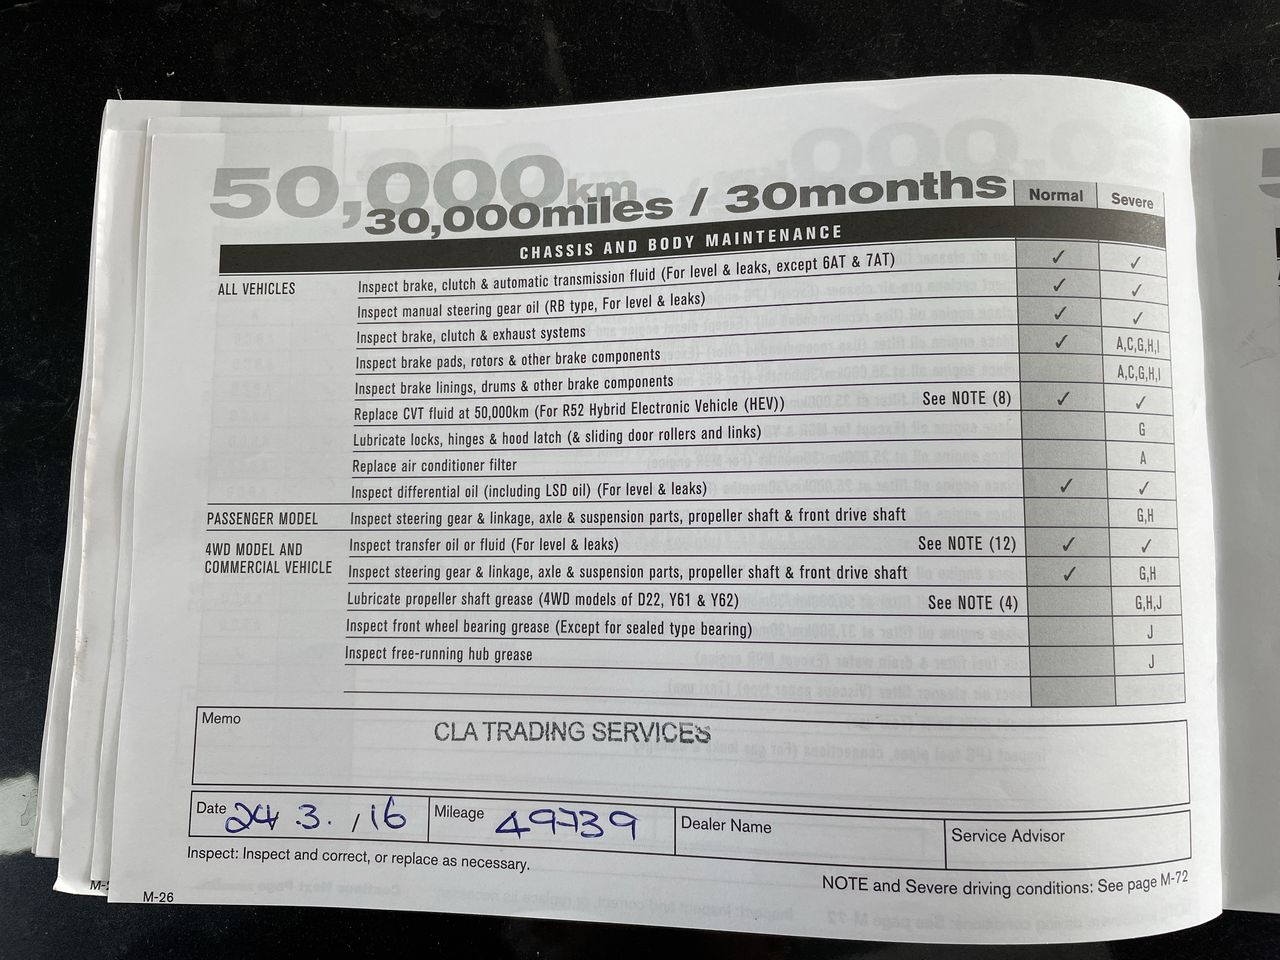 50,000km
30,000miles / 30months
Normal
Severe
CHASSIS AND BODY MAINTENANCE
ALL VEHICLES
Inspect brake, clutch & automatic transmission fluid (For level & leaks, except 6AT & 7AT) ✓ ✓
Inspect manual steering gear oil (RB type, For level & leaks) ✓ ✓
Inspect brake, clutch & exhaust systems ✓ ✓
Inspect brake pads, rotors & other brake components ✓ A,C,G,H,I
Inspect brake linings, drums & other brake components A,C,G,H,I
Replace CVT fluid at 50,000km (For R52 Hybrid Electronic Vehicle (HEV)) See NOTE (8) ✓ ✓
Lubricate locks, hinges & hood latch (& sliding door rollers and links) G
Replace air conditioner filter A
Inspect differential oil (including LSD oil) (For level & leaks) ✓ ✓
PASSENGER MODEL
Inspect steering gear & linkage, axle & suspension parts, propeller shaft & front drive shaft G,H
4WD MODEL AND
COMMERCIAL VEHICLE
Inspect transfer oil or fluid (For level & leaks) See NOTE (12) ✓ ✓
Inspect steering gear & linkage, axle & suspension parts, propeller shaft & front drive shaft ✓ G,H
Lubricate propeller shaft grease (4WD models of D22, Y61 & Y62) See NOTE (4) G,H,J
Inspect front wheel bearing grease (Except for sealed type bearing) J
Inspect free-running hub grease J
Memo
CLA TRADING SERVICES
Date 24.3./16
Mileage 49739
Dealer Name
Service Advisor
Inspect: Inspect and correct, or replace as necessary.
NOTE and Severe driving conditions: See page M-72
M-26